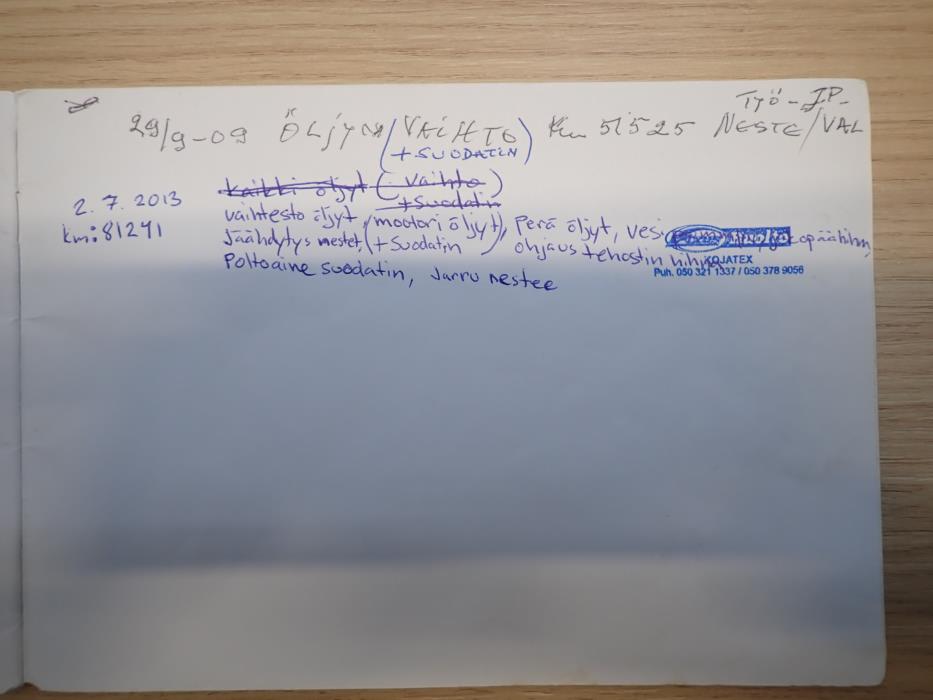 TYÖ - JP -
29/9-09 ÖLJYN/VAIHTO Km 51525 NESTE/VAL
(+ SUODATIN)
Kaikki öljyt (Vaihto)
+Suodatin
2. 7. 2013 vaihtesto öljyt, (mootori öljyt), Perä öljyt, vesi
km: 81241 Jäähdytys nestet, (+ Suodatin) ohjaus tehostin
Poltoaine suodatin, Jarru nestee
KOJATEX
Puh. 050 321 1337 / 050 378 9056